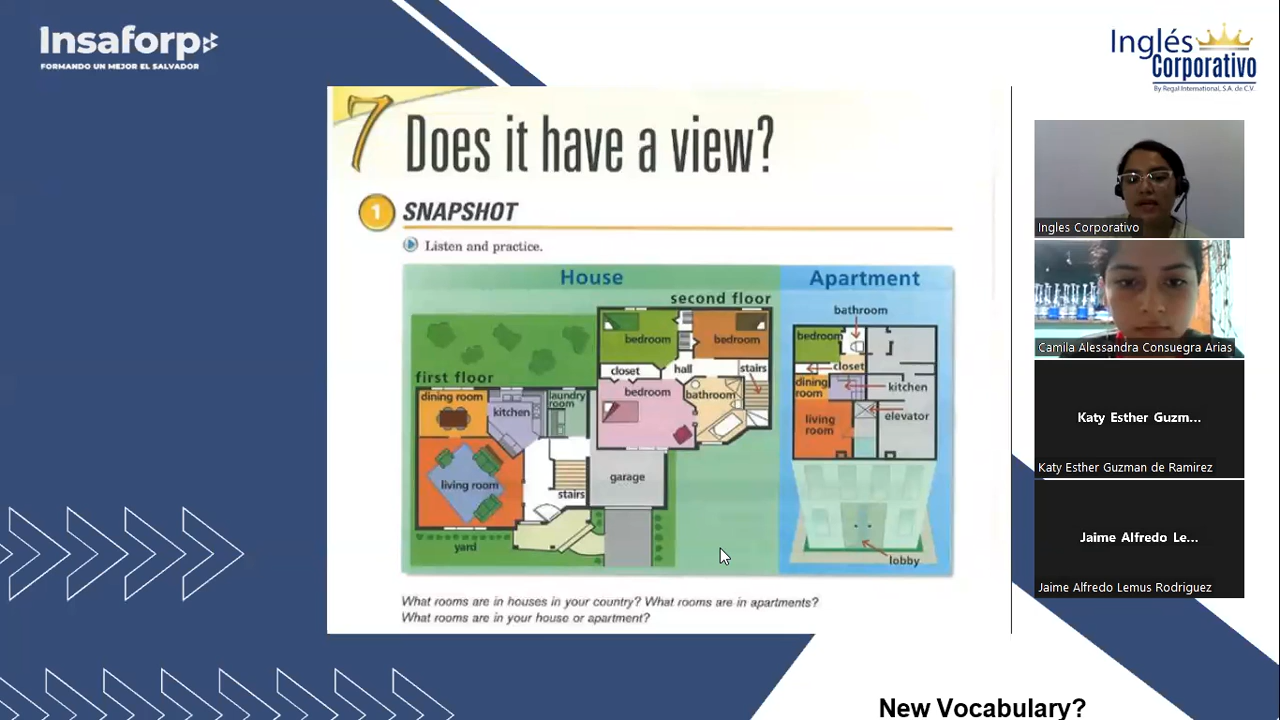 Insaforp
FORMANDO UN MEJOR EL SALVADOR
Inglés
Corporativo
By Regal International, S.A. de C.V.
7 Does it have a view?
1 SNAPSHOT
Listen and practice.
House
second floor
bedroom
bedroom
closet
hall
stairs
bedroom
bathroom
first floor
dining room
kitchen
laundry
room
living room
stairs
garage
yard
Apartment
bathroom
bedroom
closet
dining
room
kitchen
living
room
elevator
lobby
What rooms are in houses in your country? What rooms are in apartments?
What rooms are in your house or apartment?
Ingles Corporativo
Camila Alessandra Consuegra Arias
Katy Esther Guzm...
Katy Esther Guzman de Ramirez
Jaime Alfredo Le...
Jaime Alfredo Lemus Rodriguez
New Vocabulary?